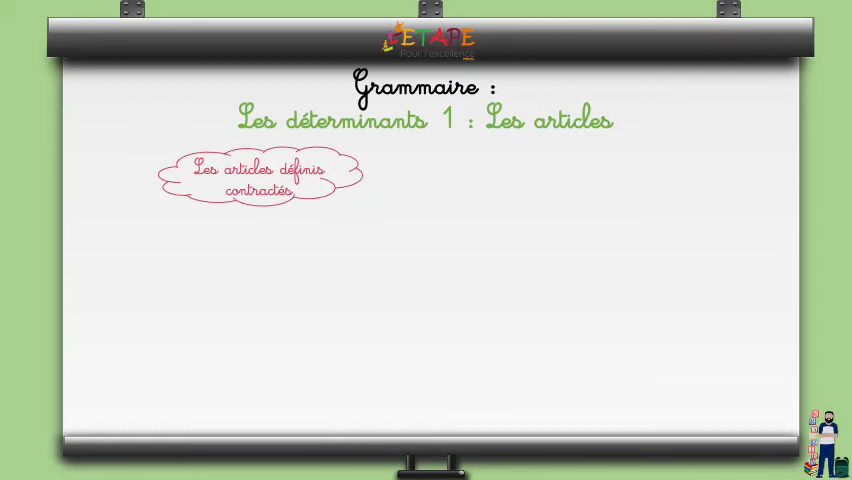 ETAPE
Pour l'excellence
Grammaire :
Les déterminants 1 : Les articles
Les articles définis
contractés